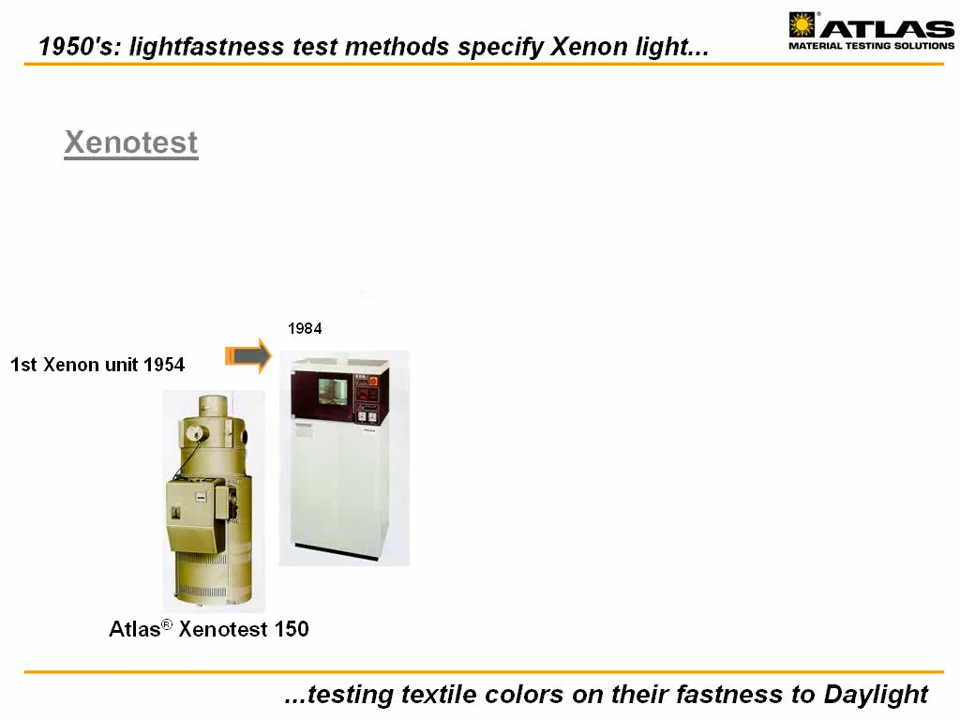 1950's: lightfastness test methods specify Xenon light...
ATLAS®
MATERIAL TESTING SOLUTIONS
Xenotest
1984
1st Xenon unit 1954
Atlas® Xenotest 150
...testing textile colors on their fastness to Daylight